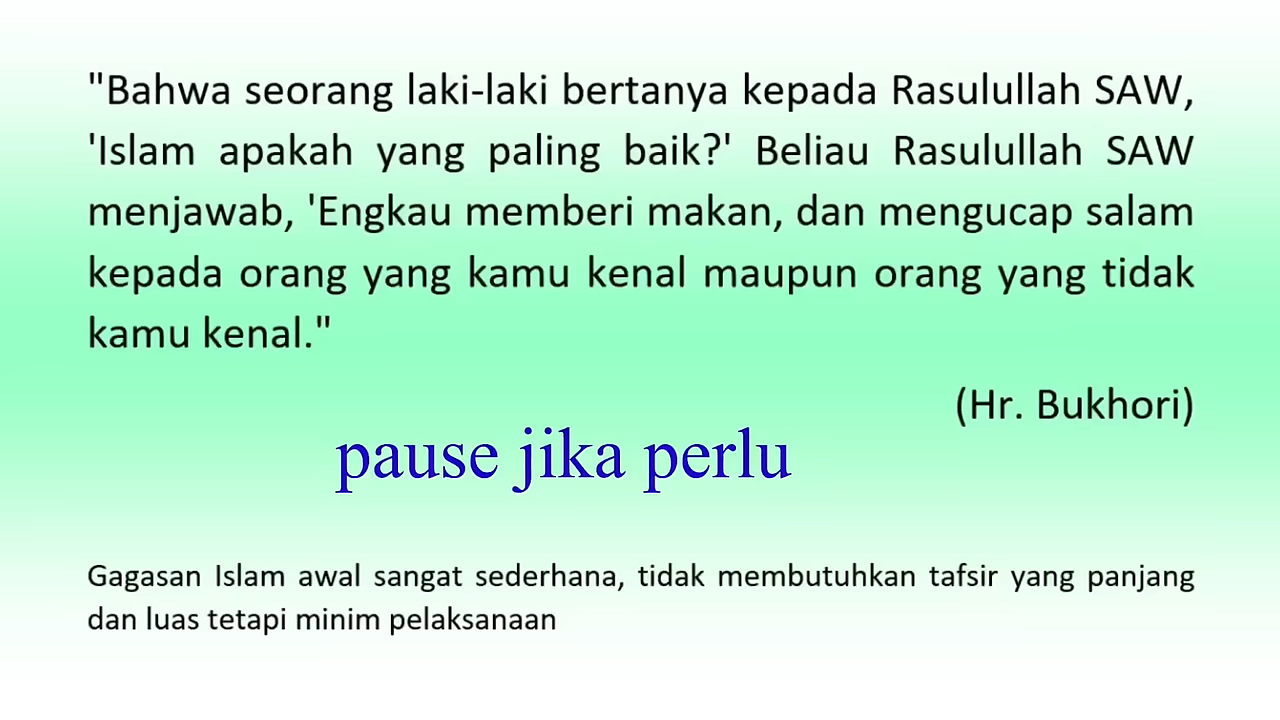 "Bahwa seorang laki-laki bertanya kepada Rasulullah SAW,
'Islam apakah yang paling baik?' Beliau Rasulullah SAW
menjawab, 'Engkau memberi makan, dan mengucap salam
kepada orang yang kamu kenal maupun orang yang tidak
kamu kenal."
(Hr. Bukhori)
pause jika perlu
Gagasan Islam awal sangat sederhana, tidak membutuhkan tafsir yang panjang
dan luas tetapi minim pelaksanaan